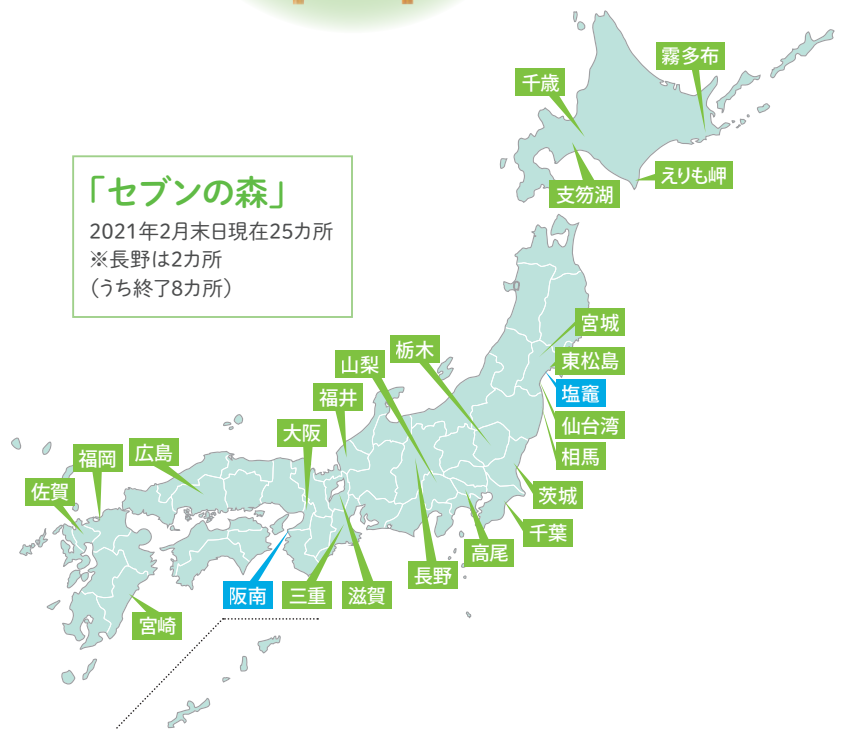 霧多布
千歳
支笏湖
えりも岬
「セブンの森」
2021年2月末日現在25カ所
※長野は2カ所
（うち終了8カ所）
宮城
栃木
山梨
東松島
塩竈
福井
仙台湾
大阪
相馬
広島
福岡
佐賀
茨城
千葉
高尾
長野
阪南
三重
滋賀
宮崎